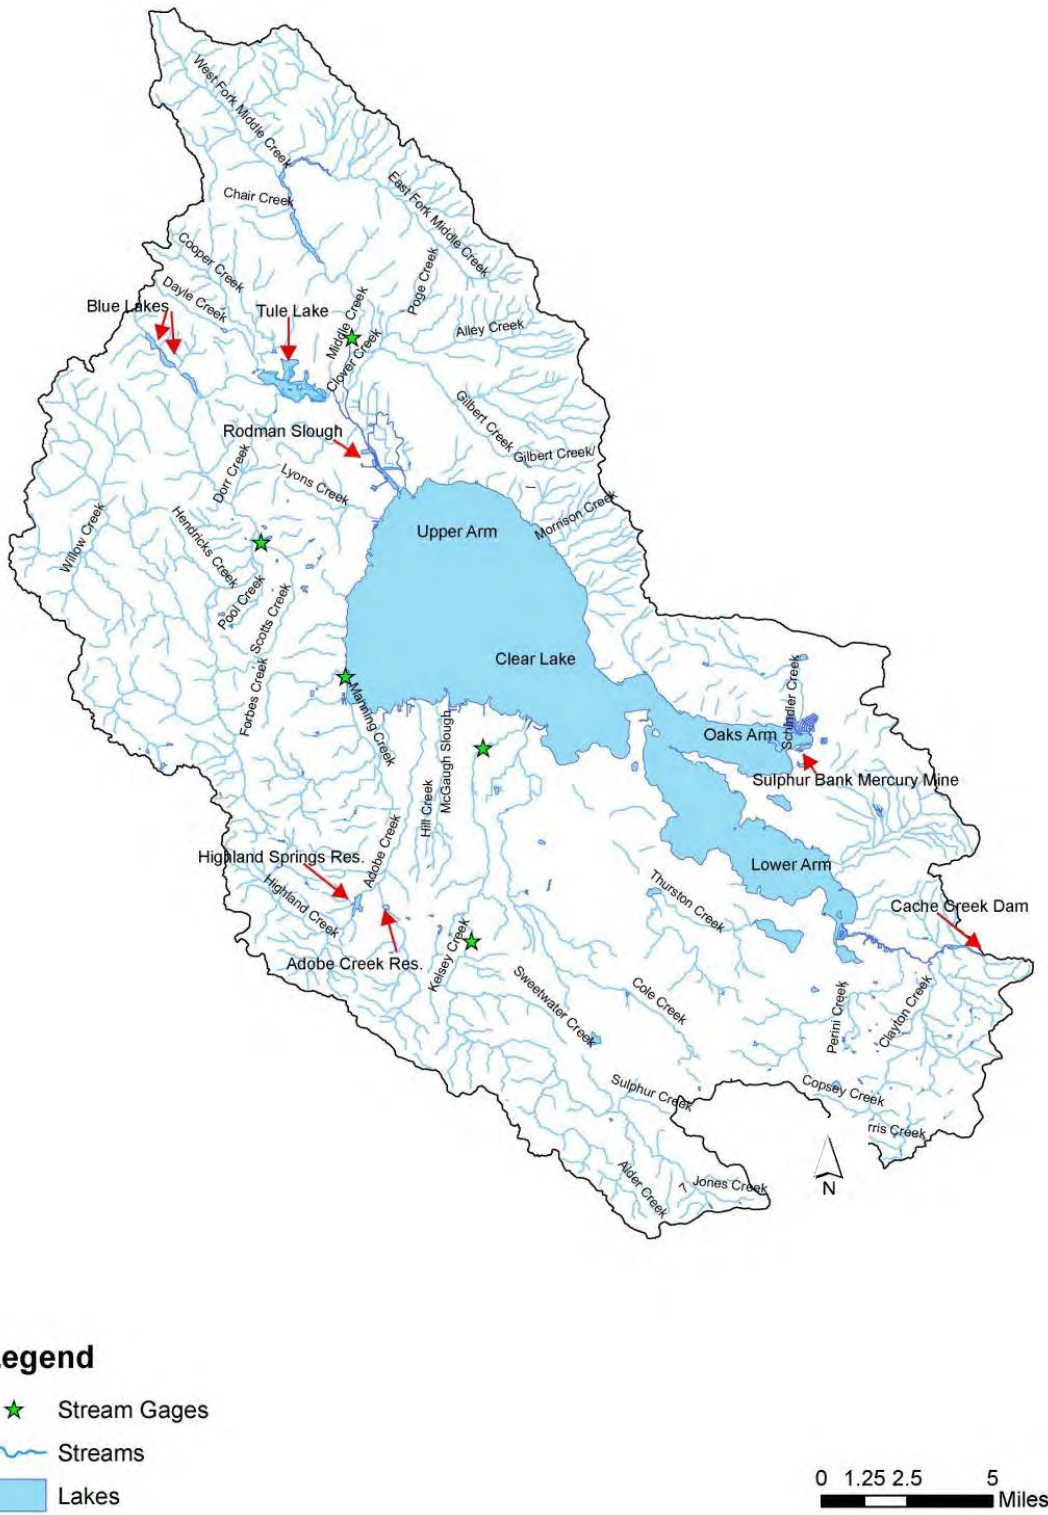 West Fork Middle Creek
East Fork Middle Creek
Chair Creek
Cooper Creek
Poge Creek
Dayle Creek
Blue Lakes
Tule Lake
Middle Creek
Clover Creek
Alley Creek
Gilbert Creek
Rodman Slough
Gilbert Creek
Dorr Creek
Lyons Creek
Morrison Creek
Upper Arm
Willow Creek
Hendricks Creek
Pool Creek
Scotts Creek
Clear Lake
Forbes Creek
Manning Creek
Schindler Creek
Oaks Arm
McGaugh Slough
Sulphur Bank Mercury Mine
Hill Creek
Adobe Creek
Highland Springs Res.
Lower Arm
Highland Creek
Thurston Creek
Cache Creek Dam
Adobe Creek Res.
Kelsey Creek
Sweetwater Creek
Cole Creek
Perini Creek
Clayton Creek
Sulphur Creek
Copsey Creek
rris Creek
Alder Creek
Jones Creek
N
egend
Stream Gages
Streams
Lakes
0 1.25 2.5 5
Miles